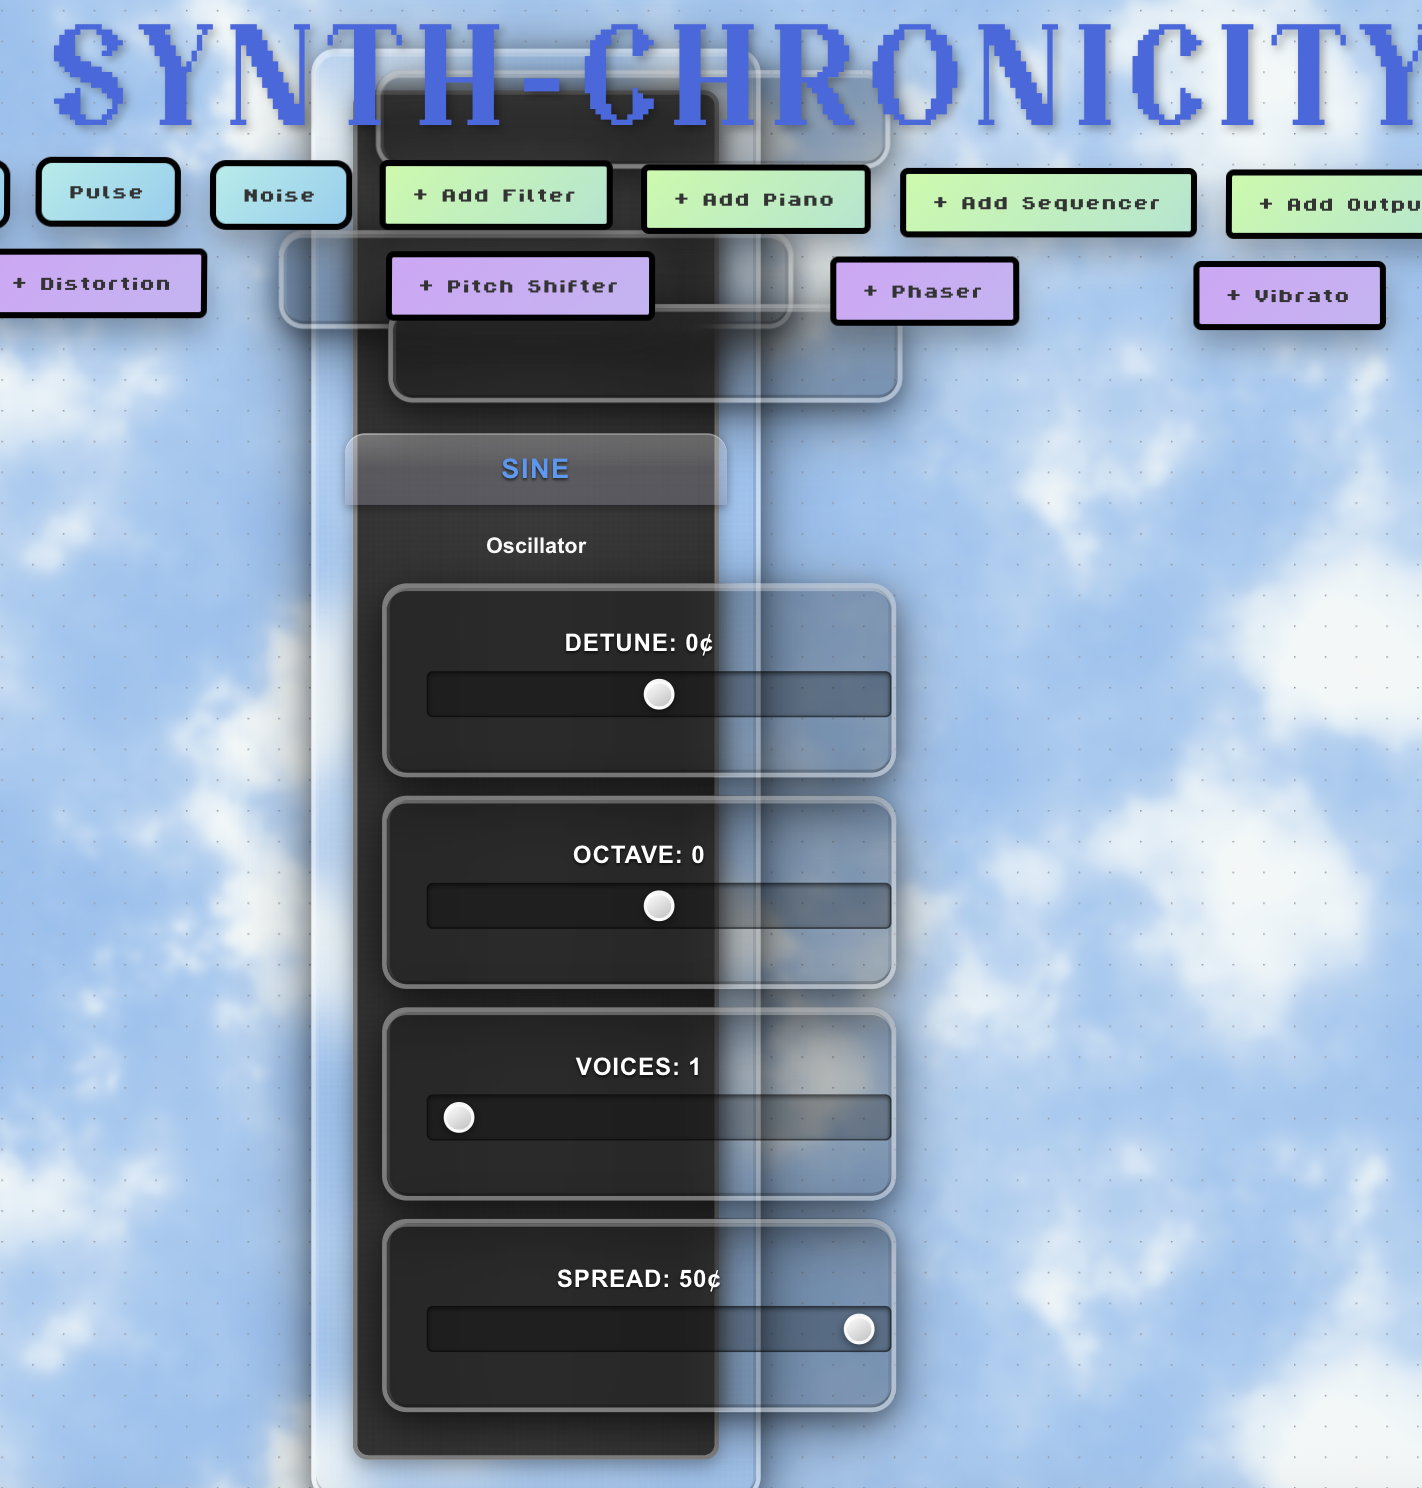 SYNTH-CHRONICITY
Pulse
Noise
+ Add Filter
+ Add Piano
+ Add Sequencer
+ Add Outpu
+ Distortion
+ Pitch Shifter
+ Phaser
+ Vibrato
SINE
Oscillator
DETUNE: 0¢
OCTAVE: 0
VOICES: 1
SPREAD: 50¢